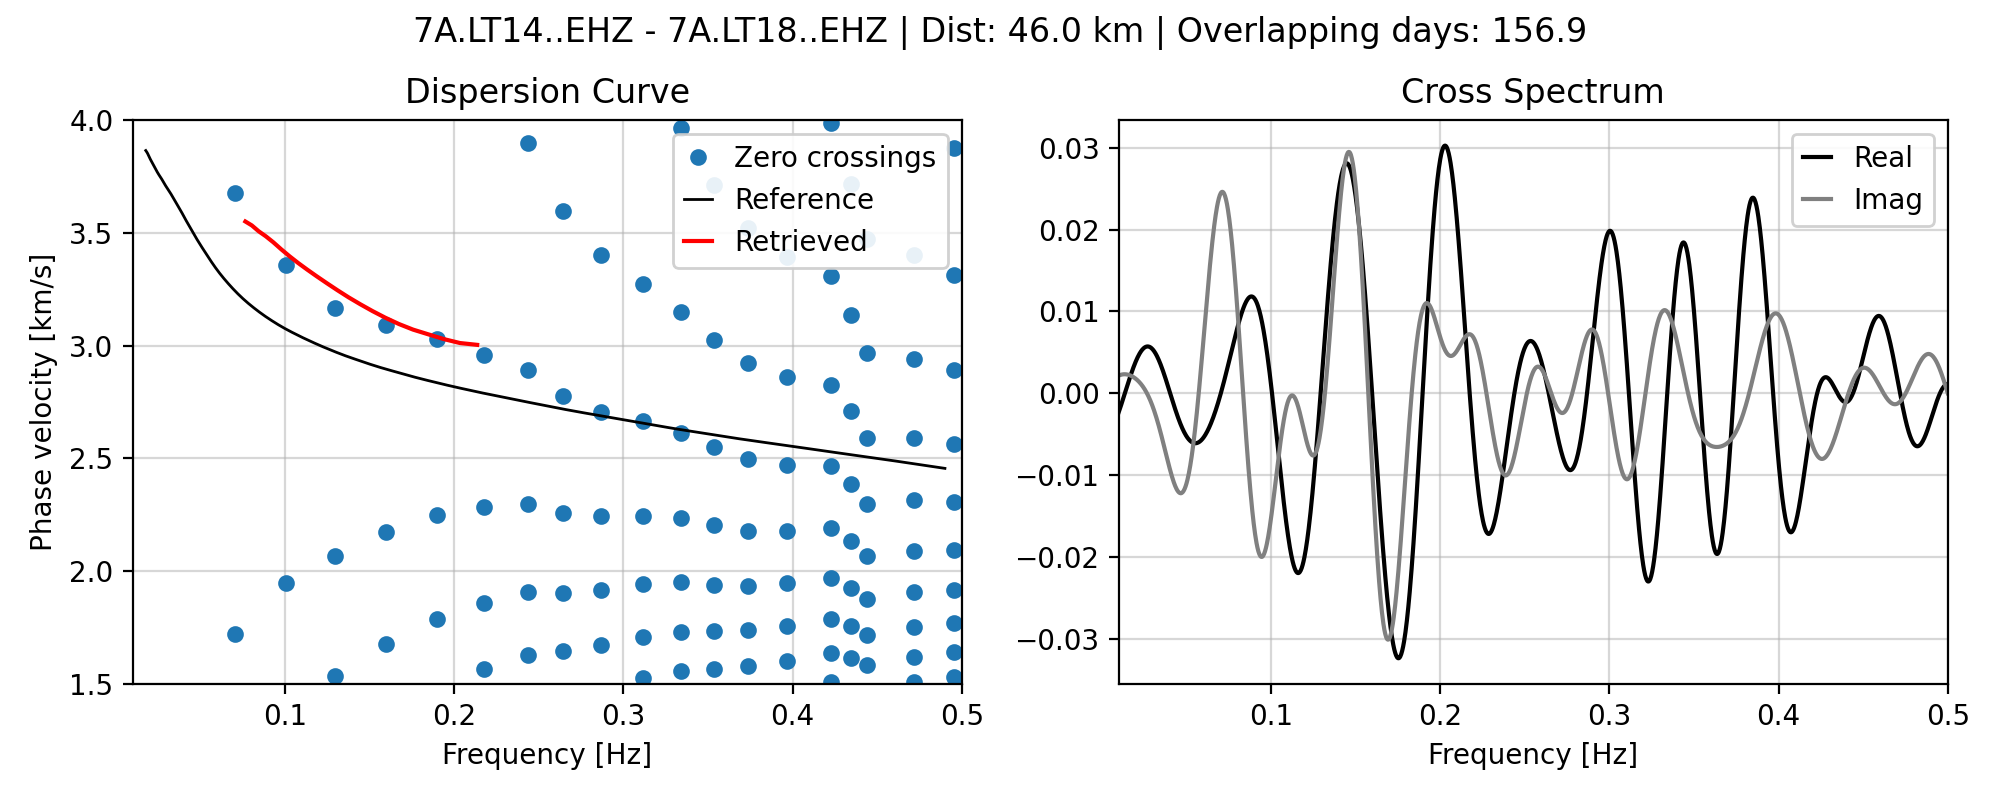 7A.LT14..EHZ - 7A.LT18..EHZ | Dist: 46.0 km | Overlapping days: 156.9
Dispersion Curve
4.0
3.5
3.0
2.5
2.0
1.5
Phase velocity [km/s]
Zero crossings
Reference
Retrieved
0.1 0.2 0.3 0.4 0.5
Frequency [Hz]
Cross Spectrum
0.03
0.02
0.01
0.00
−0.01
−0.02
−0.03
Real
Imag
0.1 0.2 0.3 0.4 0.5
Frequency [Hz]